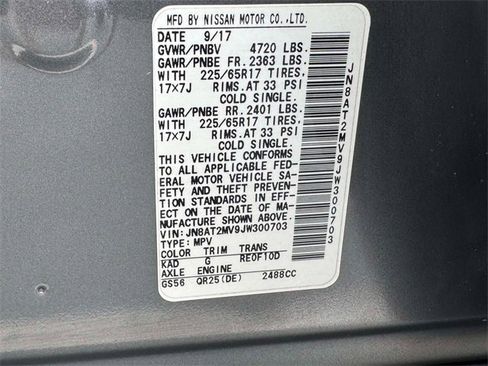 MFD BY NISSAN MOTOR CO.,LTD.
DATE 9/17
GVWR/PNBV 4720 LBS.
GAWR/PNBE FR. 2363 LBS.
WITH 225/65R17 TIRES,
17×7J RIMS.AT 33 PSI
COLD SINGLE.
GAWR/PNBE RR. 2401 LBS.
WITH 225/65R17 TIRES,
17×7J RIMS.AT 33 PSI
COLD SINGLE.
THIS VEHICLE CONFORMS
TO ALL APPLICABLE FED-
ERAL MOTOR VEHICLE SA-
FETY AND THEFT PREVEN-
TION STANDARDS IN EFF-
ECT ON THE DATE OF MA-
NUFACTURE SHOWN ABOVE.
VIN:JN8AT2MV9JW300703
TYPE: MPV
COLOR TRIM TRANS
KAD G RE0F10D
AXLE ENGINE
GS56 QR25(DE) 2488CC
JN8AT2MV9JW300703